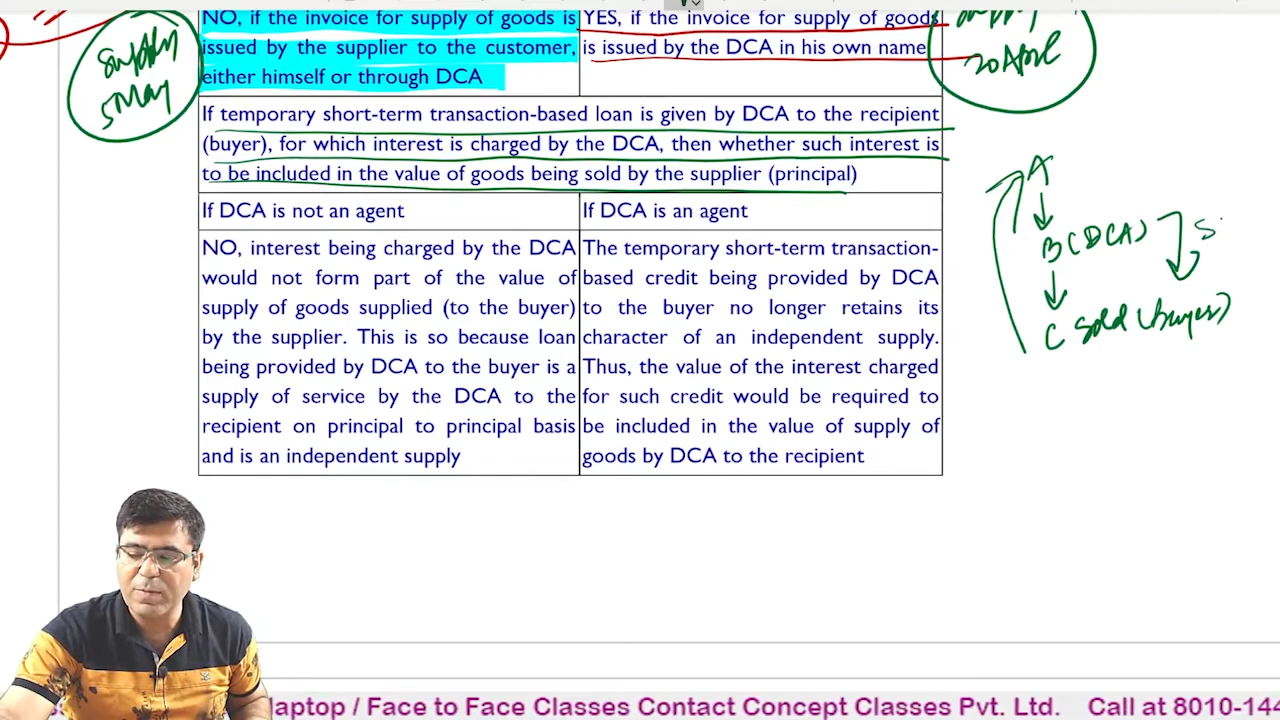 NO, if the invoice for supply of goods is
issued by the supplier to the customer,
either himself or through DCA
YES, if the invoice for supply of goods
is issued by the DCA in his own name
supply
5 May
supply
20 April
If temporary short-term transaction-based loan is given by DCA to the recipient
(buyer), for which interest is charged by the DCA, then whether such interest is
to be included in the value of goods being sold by the supplier (principal)
If DCA is not an agent
If DCA is an agent
NO, interest being charged by the DCA
would not form part of the value of
supply of goods supplied (to the buyer)
by the supplier. This is so because loan
being provided by DCA to the buyer is a
supply of service by the DCA to the
recipient on principal to principal basis
and is an independent supply
The temporary short-term transaction-
based credit being provided by DCA
to the buyer no longer retains its
character of an independent supply.
Thus, the value of the interest charged
for such credit would be required to
be included in the value of supply of
goods by DCA to the recipient
A
B (DCA)
C sold (buyer)
laptop / Face to Face Classes Contact Concept Classes Pvt. Ltd. Call at 8010-144